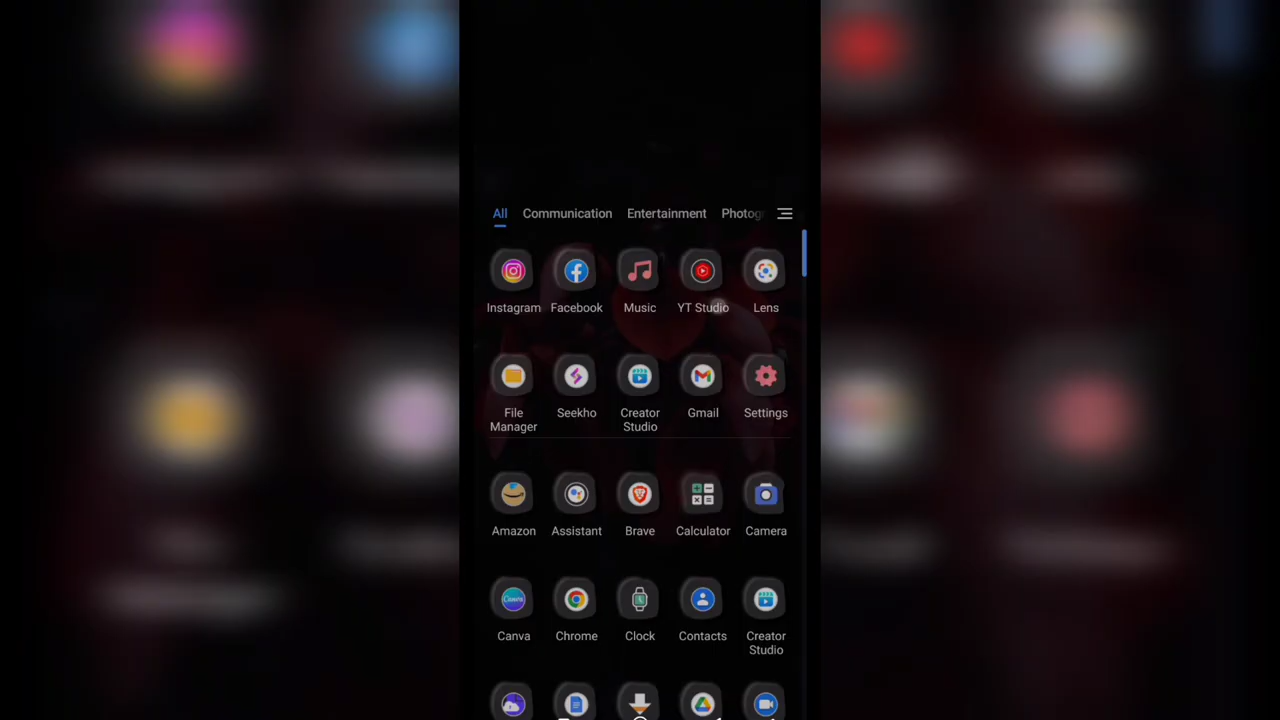 All Communication Entertainment Photog
Instagram Facebook Music YT Studio Lens
File Manager Seekho Creator Studio Gmail Settings
Amazon Assistant Brave Calculator Camera
Canva
Canva Chrome Clock Contacts Creator Studio